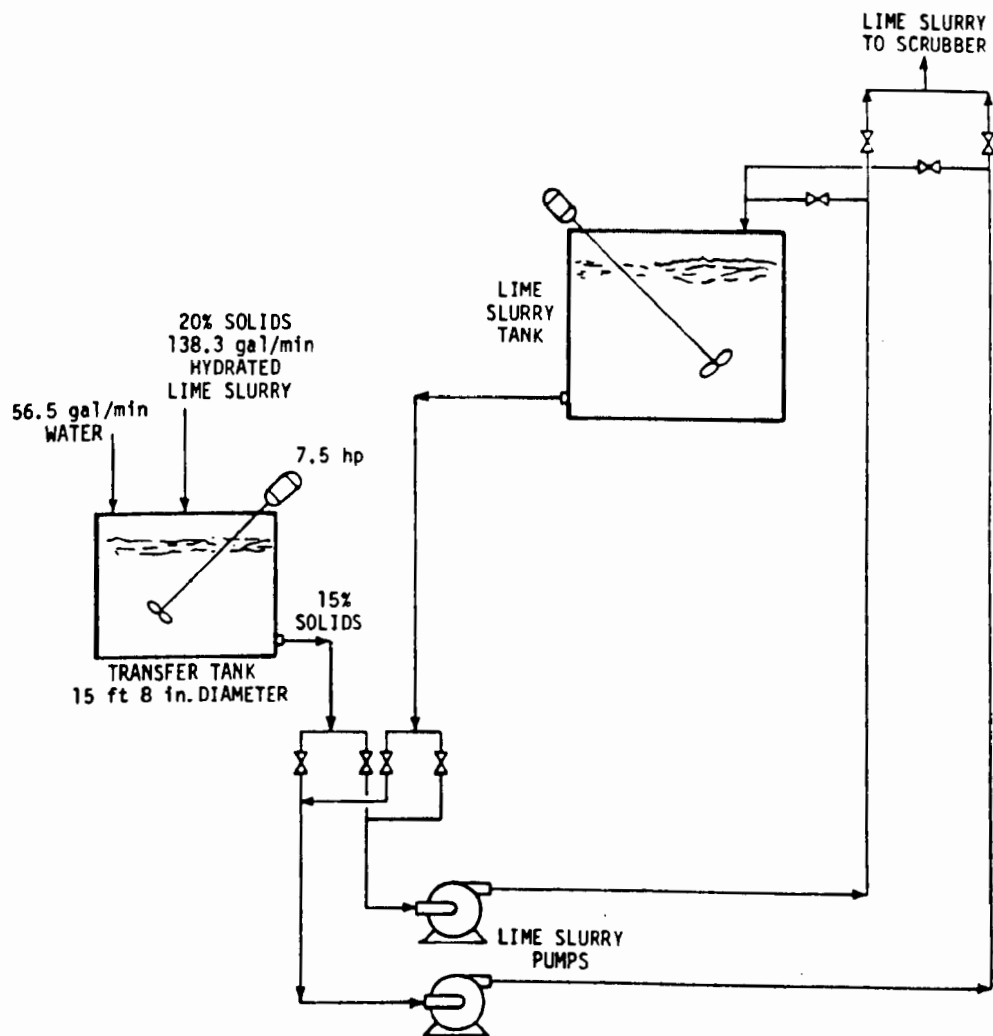 LIME SLURRY
TO SCRUBBER
LIME
SLURRY
TANK
20% SOLIDS
138.3 gal/min
HYDRATED
LIME SLURRY
56.5 gal/min
WATER
7.5 hp
15%
SOLIDS
TRANSFER TANK
15 ft 8 in. DIAMETER
LIME SLURRY
PUMPS